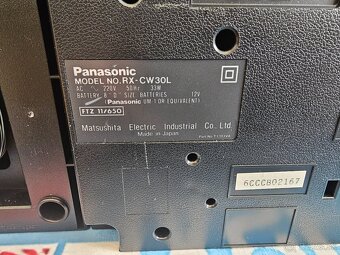 Panasonic
MODEL NO. RX-CW30L
AC ~ 220V 50Hz 33W
BATTERY 8 "D" SIZE BATTERIES 12V
(Panasonic UM-1 OR EQUIVALENT)
FTZ 11/650
Matsushita Electric Industrial Co. Ltd.
Made in Japan
6CCCB02167